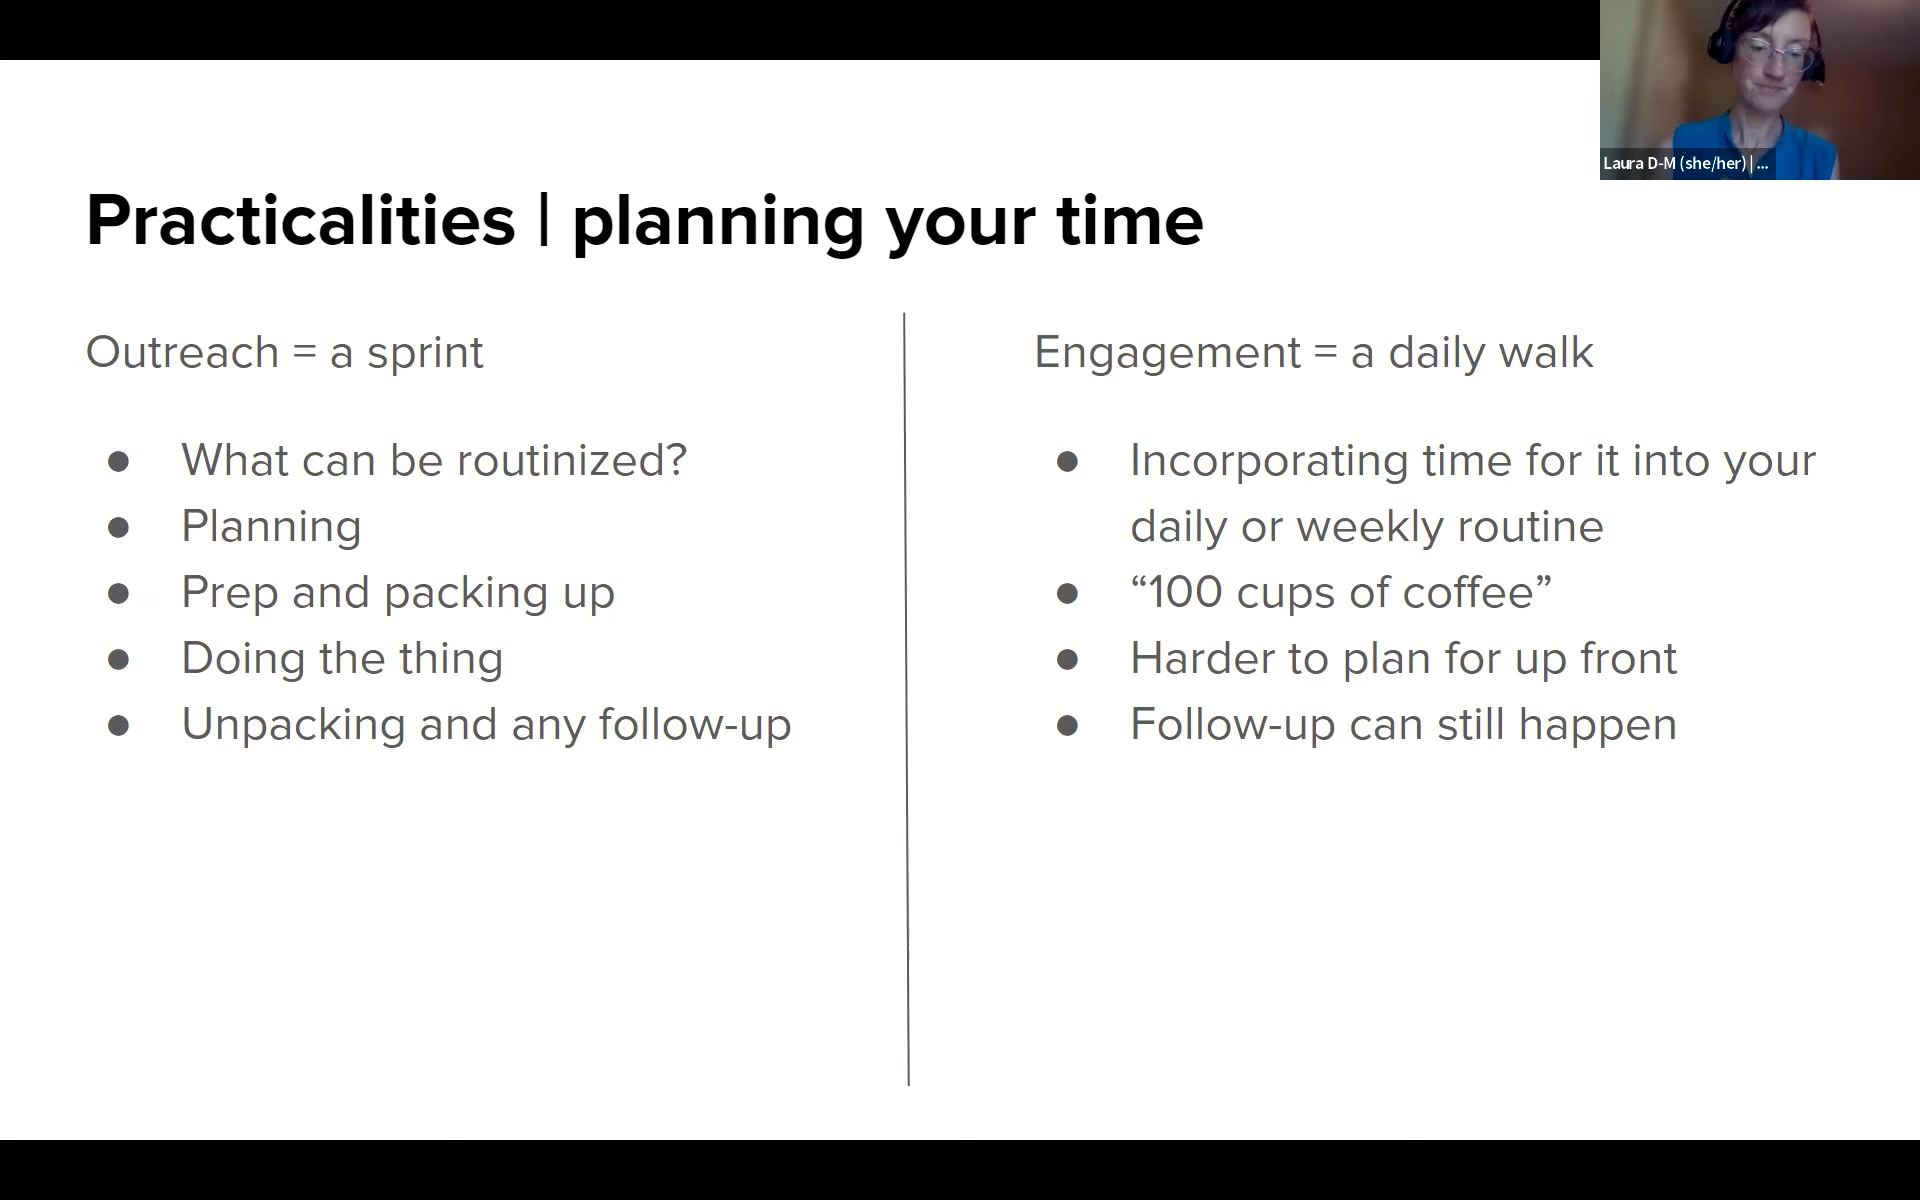 Laura D-M (she/her) | ...
Practicalities | planning your time
Outreach = a sprint
● What can be routinized?
● Planning
● Prep and packing up
● Doing the thing
● Unpacking and any follow-up
Engagement = a daily walk
● Incorporating time for it into your
daily or weekly routine
● “100 cups of coffee”
● Harder to plan for up front
● Follow-up can still happen